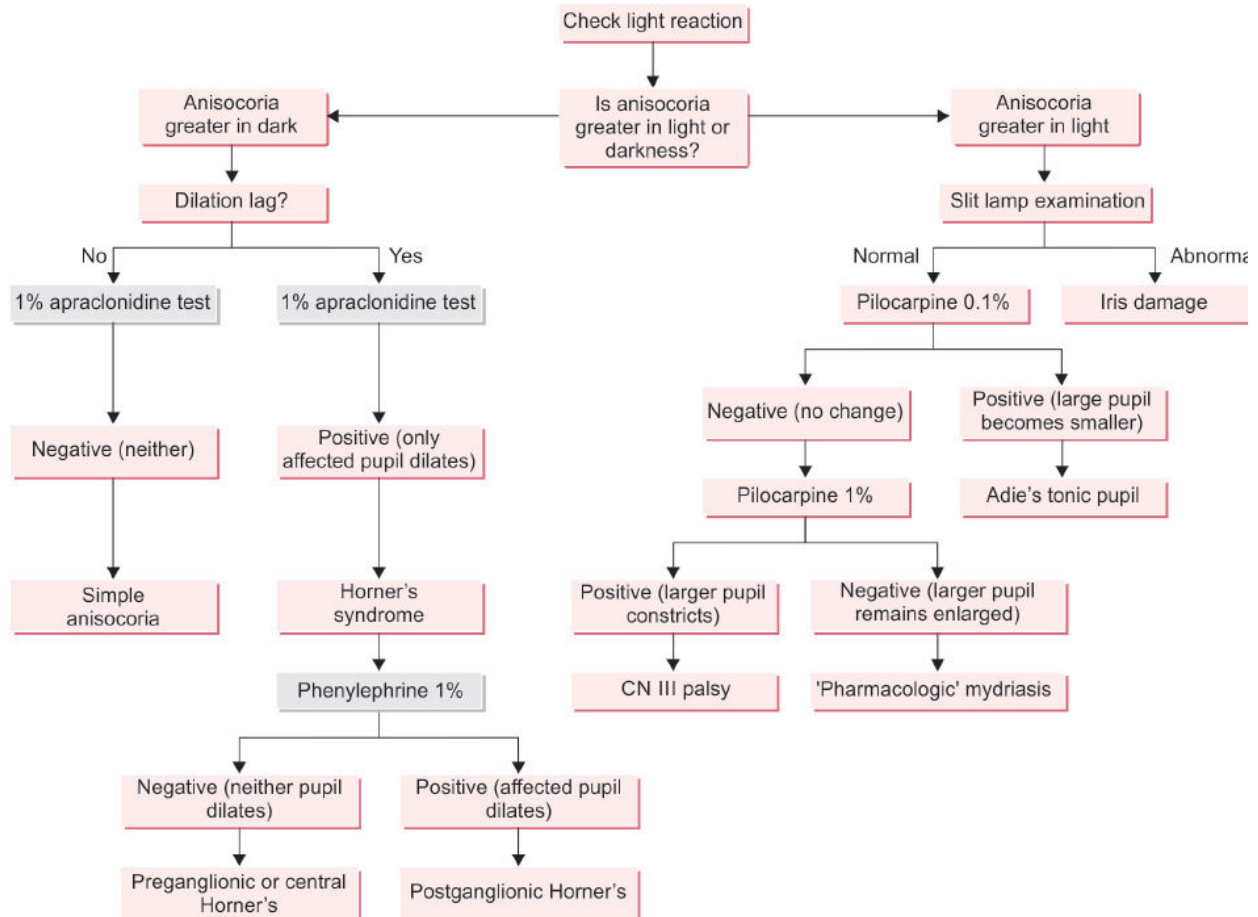 Check light reaction
Anisocoria
greater in dark
Is anisocoria
greater in light or
darkness?
Anisocoria
greater in light
Dilation lag?
Slit lamp examination
No
Yes
Normal
Abnorma
1% apraclonidine test
1% apraclonidine test
Pilocarpine 0.1%
Iris damage
Negative (no change)
Positive (large pupil
becomes smaller)
Negative (neither)
Positive (only
affected pupil dilates)
Pilocarpine 1%
Adie's tonic pupil
Simple
anisocoria
Horner's
syndrome
Positive (larger pupil
constricts)
Negative (larger pupil
remains enlarged)
Phenylephrine 1%
CN III palsy
'Pharmacologic' mydriasis
Negative (neither pupil
dilates)
Positive (affected pupil
dilates)
Preganglionic or central
Horner's
Postganglionic Horner's